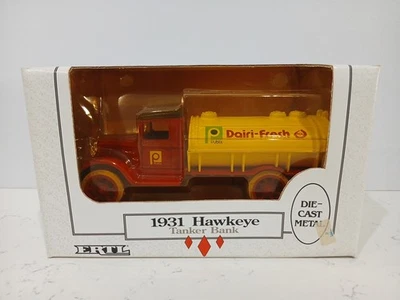 Dairi-Fresh
1931 Hawkeye
Tanker Bank
DIE-
CAST
METAL
ERTL